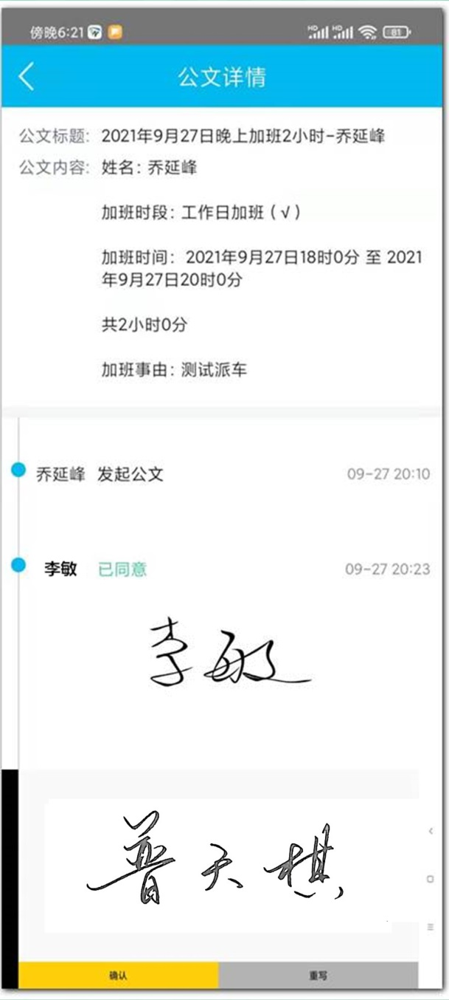 傍晚6:21 HD HD 81
公文详情
公文标题: 2021年9月27日晚上加班2小时-乔延峰
公文内容: 姓名: 乔延峰
加班时段: 工作日加班 (√)
加班时间: 2021年9月27日18时0分 至 2021
年9月27日20时0分
共2小时0分
加班事由: 测试派车
乔延峰 发起公文 09-27 20:10
李敏 已同意 09-27 20:23
李敏
普天棋
确认 重写